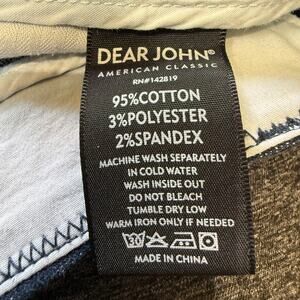 DEAR JOHN®
AMERICAN CLASSIC
RN#142819
95%COTTON
3%POLYESTER
2%SPANDEX
MACHINE WASH SEPARATELY
IN COLD WATER
WASH INSIDE OUT
DO NOT BLEACH
TUMBLE DRY LOW
WARM IRON ONLY IF NEEDED
30
MADE IN CHINA